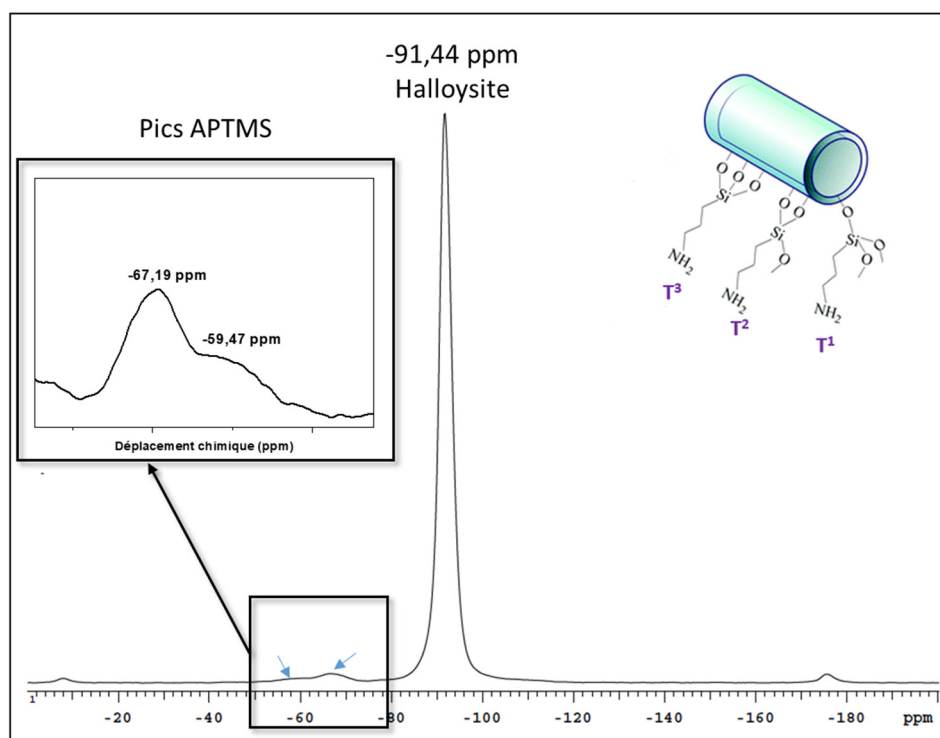 -91,44 ppm
Halloysite
Pics APTMS
-67,19 ppm
-59,47 ppm
Déplacement chimique (ppm)
O O O
Si
NH₂
T³
O O
Si
O
NH₂
T²
O
Si O
O
NH₂
T¹
1 -20 -40 -60 -80 -100 -120 -140 -160 -180 ppm